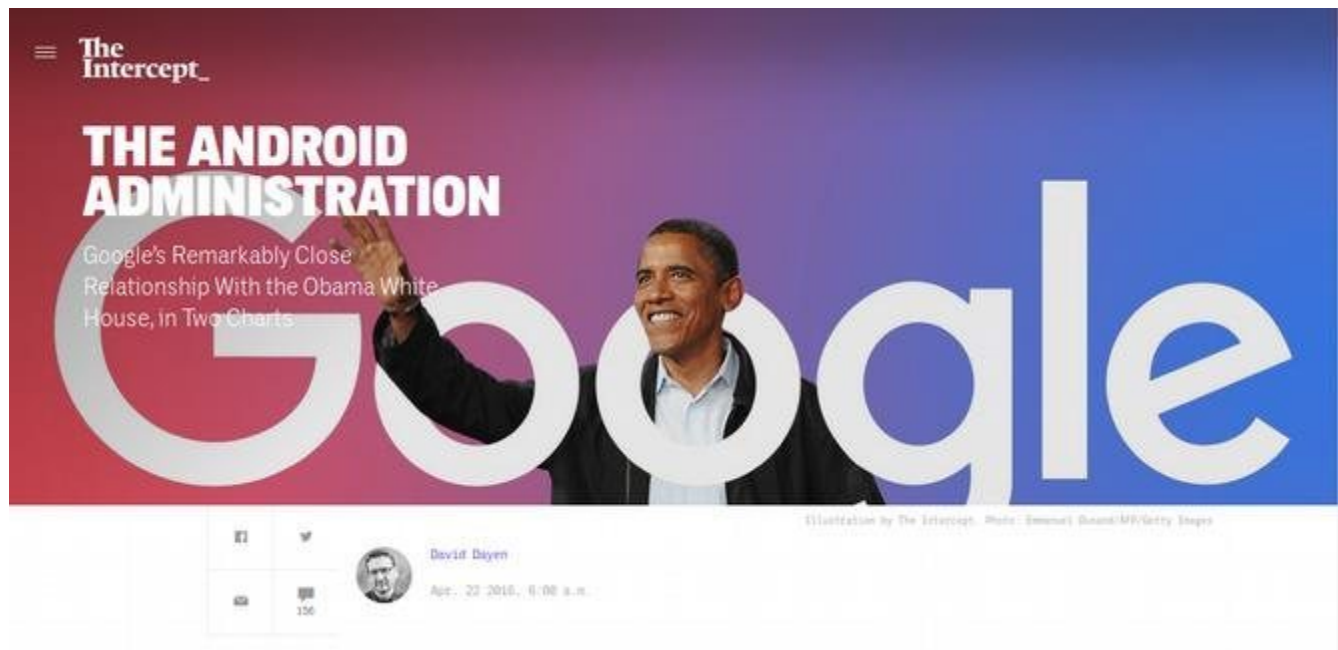 The
Intercept_
THE ANDROID
ADMINISTRATION
Google's Remarkably Close
Relationship With the Obama White
House, in Two Charts
Google
Illustration by The Intercept. Photo: Emmanuel Dunand/AFP/Getty Images
David Dayen
Apr. 22 2016, 6:00 a.m.
156